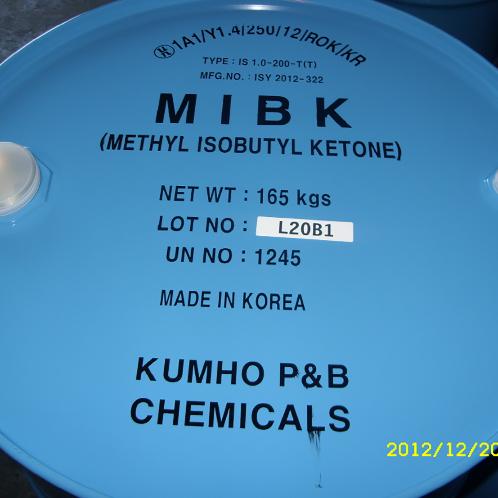 1A1/Y1.4/250/12/ROK/KR
TYPE : IS 1.0-200-T(T)
MFG.NO. : ISY 2012-322
MIBK
(METHYL ISOBUTYL KETONE)
NET WT : 165 kgs
LOT NO : L20B1
UN NO : 1245
MADE IN KOREA
KUMHO P&B
CHEMICALS
2012/12/20